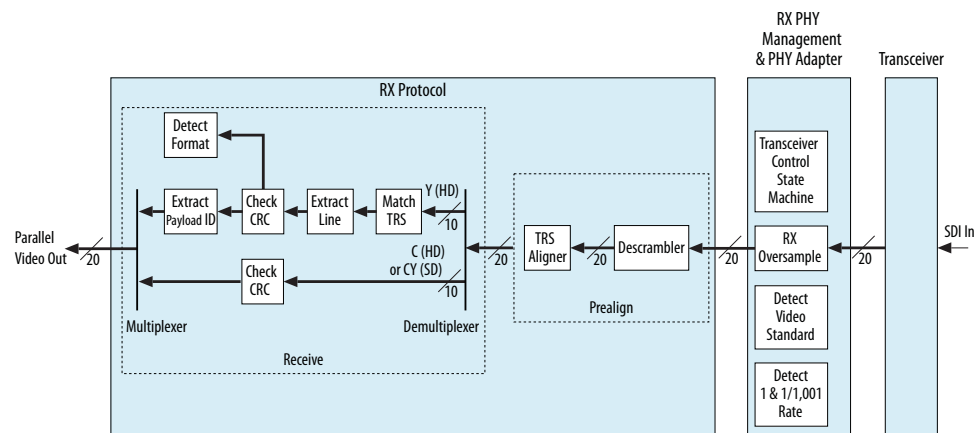 RX PHY
Management
& PHY Adapter
Transceiver
RX Protocol
Detect
Format
Transceiver
Control
State
Machine
Extract
Payload ID
Check
CRC
Extract
Line
Match
TRS
Y (HD)
10
Parallel
Video Out
20
C (HD)
or CY (SD)
10
Check
CRC
20
TRS
Aligner
20
Descrambler
20
RX
Oversample
20
SDI In
Multiplexer
Demultiplexer
Prealign
Detect
Video
Standard
Receive
Detect
1 & 1/1,001
Rate